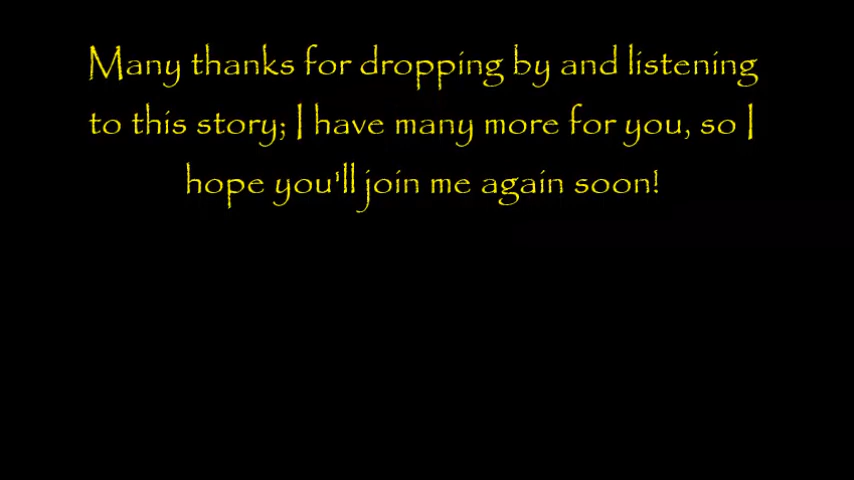 Many thanks for dropping by and listening
to this story; I have many more for you, so I
hope you'll join me again soon!